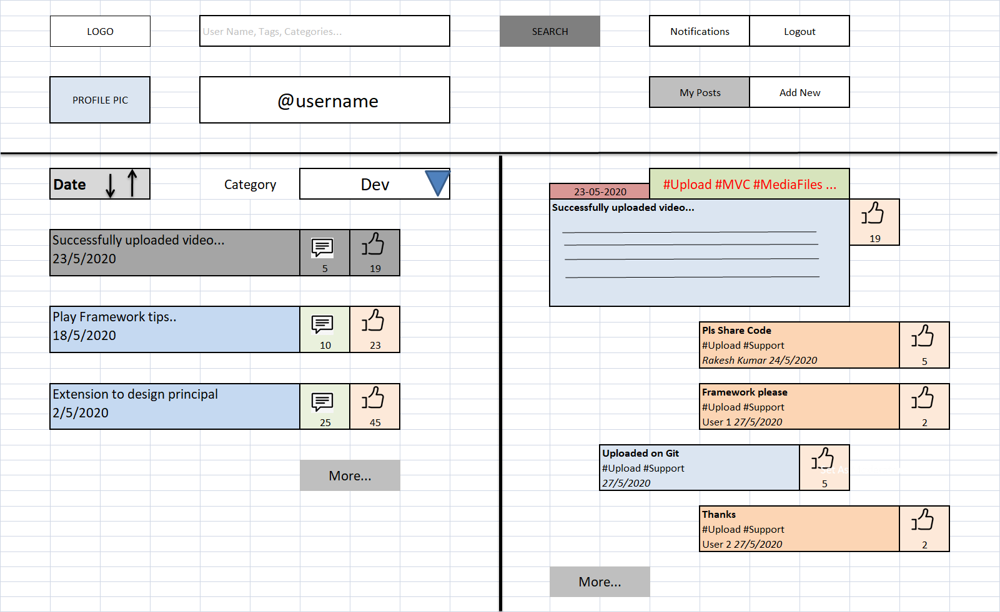 LOGO
User Name, Tags, Categories...
SEARCH
Notifications
Logout
PROFILE PIC
@username
My Posts
Add New
Date
Category
Dev
Successfully uploaded video...
23/5/2020
5
19
Play Framework tips..
18/5/2020
10
23
Extension to design principal
2/5/2020
25
45
More...
23-05-2020
#Upload #MVC #MediaFiles ...
Successfully uploaded video...
19
Pls Share Code
#Upload #Support
Rakesh Kumar 24/5/2020
5
Framework please
#Upload #Support
User 1 27/5/2020
2
Uploaded on Git
#Upload #Support
27/5/2020
Set As
5
Thanks
#Upload #Support
User 2 27/5/2020
2
More...